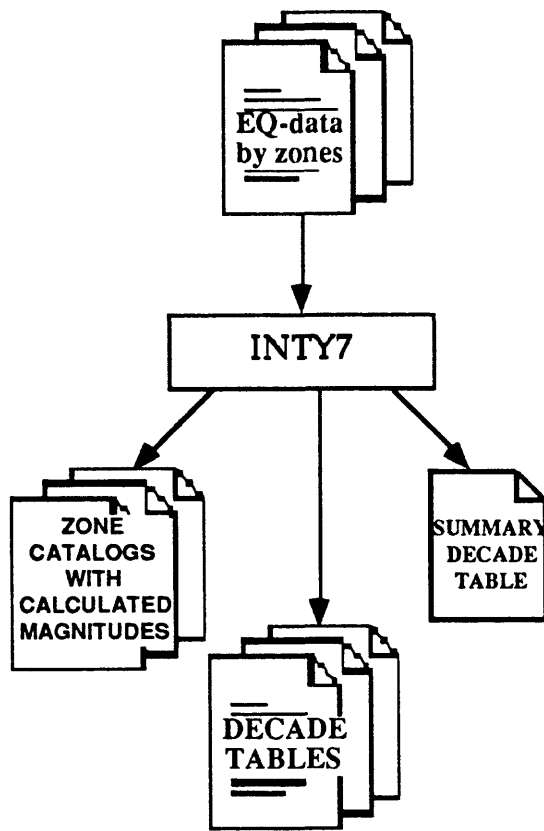 EQ-data
by zones
INTY7
ZONE
CATALOGS
WITH
CALCULATED
MAGNITUDES
SUMMARY
DECADE
TABLE
DECADE
TABLES